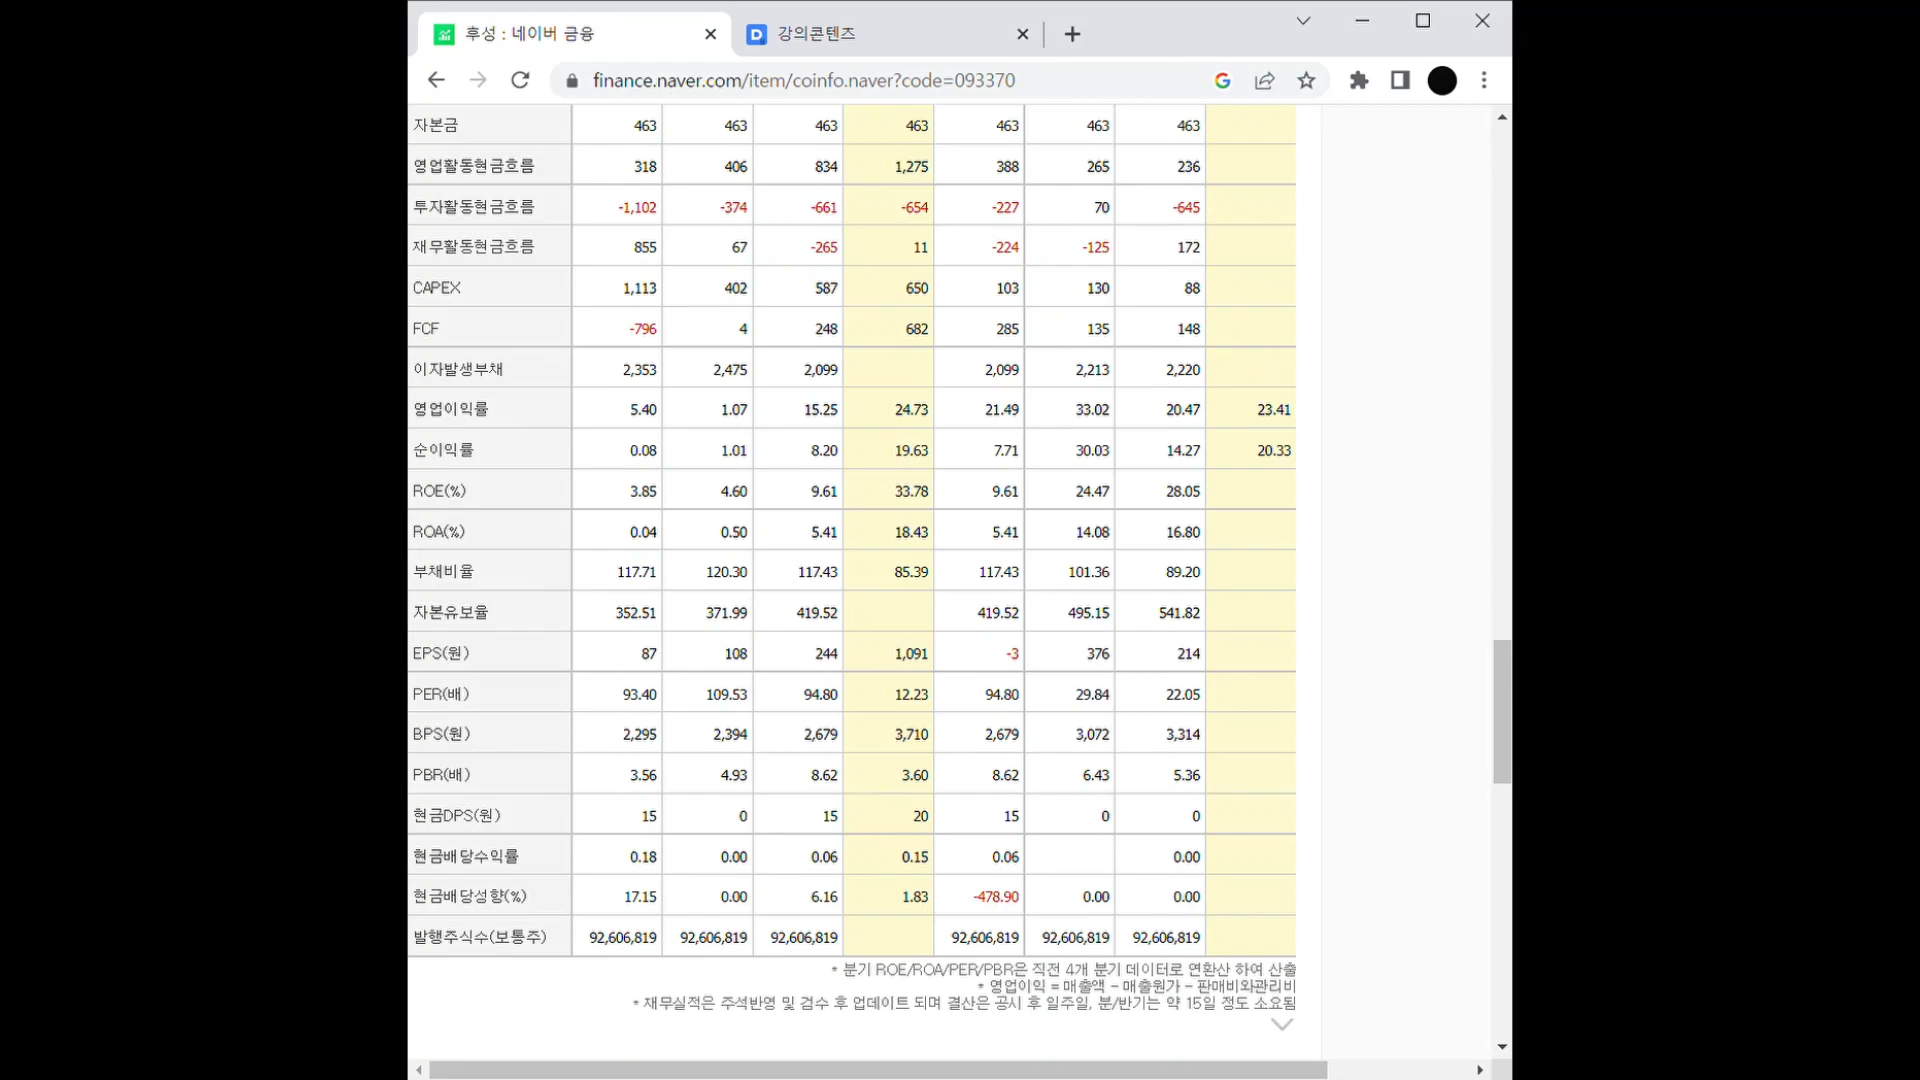 후성 : 네이버 금융
강의콘텐츠
finance.naver.com/item/coinfo.naver?code=093370
자본금 463 463 463 463 463 463 463
영업활동현금흐름 318 406 834 1,275 388 265 236
투자활동현금흐름 -1,102 -374 -661 -654 -227 70 -645
재무활동현금흐름 855 67 -265 11 -224 -125 172
CAPEX 1,113 402 587 650 103 130 88
FCF -796 4 248 682 285 135 148
이자발생부채 2,353 2,475 2,099 2,099 2,213 2,220
영업이익률 5.40 1.07 15.25 24.73 21.49 33.02 20.47 23.41
순이익률 0.08 1.01 8.20 19.63 7.71 30.03 14.27 20.33
ROE(%) 3.85 4.60 9.61 33.78 9.61 24.47 28.05
ROA(%) 0.04 0.50 5.41 18.43 5.41 14.08 16.80
부채비율 117.71 120.30 117.43 85.39 117.43 101.36 89.20
자본유보율 352.51 371.99 419.52 419.52 495.15 541.82
EPS(원) 87 108 244 1,091 -3 376 214
PER(배) 93.40 109.53 94.80 12.23 94.80 29.84 22.05
BPS(원) 2,295 2,394 2,679 3,710 2,679 3,072 3,314
PBR(배) 3.56 4.93 8.62 3.60 8.62 6.43 5.36
현금DPS(원) 15 0 15 20 15 0 0
현금배당수익률 0.18 0.00 0.06 0.15 0.06 0.00
현금배당성향(%) 17.15 0.00 6.16 1.83 -478.90 0.00 0.00
발행주식수(보통주) 92,606,819 92,606,819 92,606,819 92,606,819 92,606,819 92,606,819
* 분기 ROE/ROA/PER/PBR은 직전 4개 분기 데이터로 연환산 하여 산출
* 영업이익 = 매출액 - 매출원가 - 판매비와관리비
* 재무실적은 주석반영 및 검수 후 업데이트 되며 결산은 공시 후 일주일, 분/반기는 약 15일 정도 소요됨